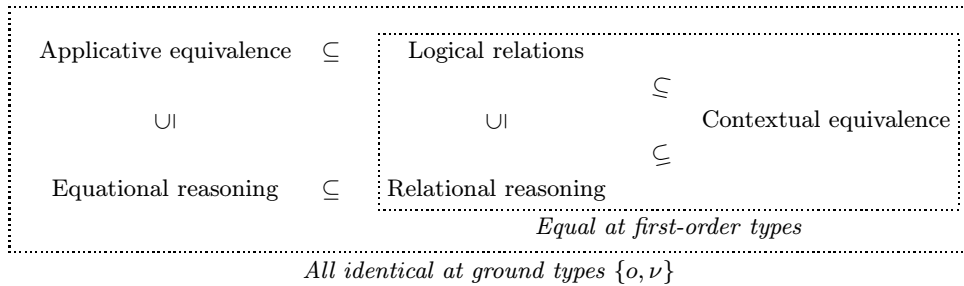 Applicative equivalence ⊆ Logical relations
⊆
∪I ∪I Contextual equivalence
⊆
Equational reasoning ⊆ Relational reasoning
Equal at first-order types
All identical at ground types {o, ν}